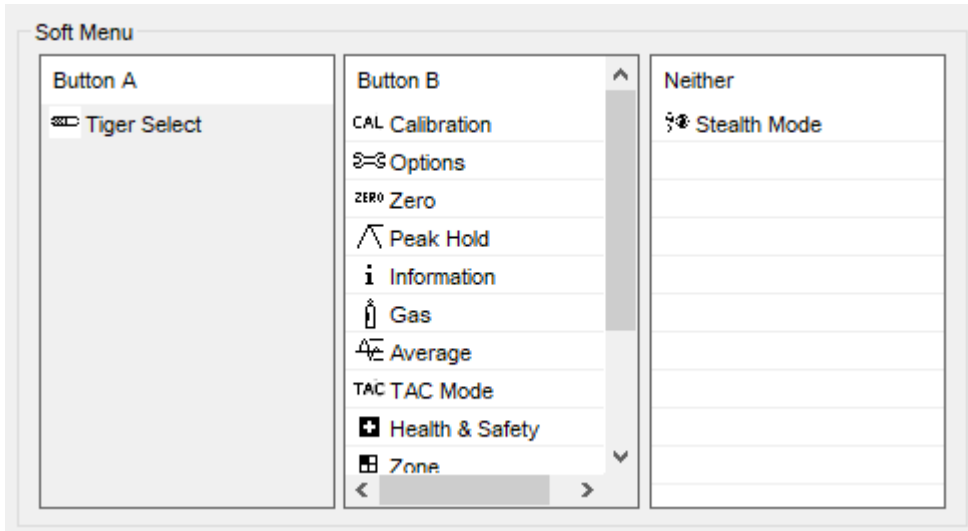 Soft Menu
Button A
Tiger Select
Button B
CAL Calibration
Options
ZERO Zero
Peak Hold
i Information
Gas
Average
TAC TAC Mode
Health & Safety
Zone
Neither
Stealth Mode